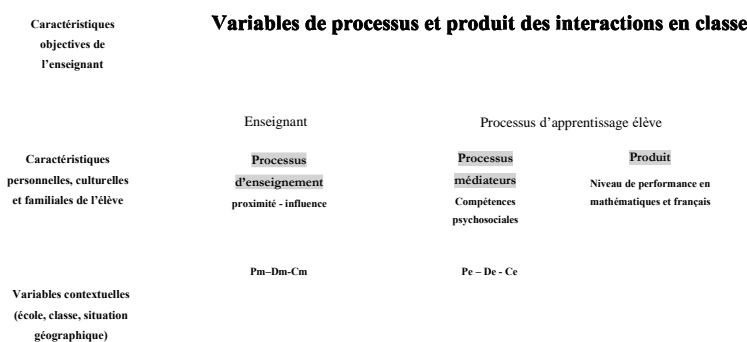 Caractéristiques
objectives de
l'enseignant
Variables de processus et produit des interactions en classe
Enseignant
Processus d'apprentissage élève
Caractéristiques
personnelles, culturelles
et familiales de l'élève
Processus
d'enseignement
proximité - influence
Processus
médiateurs
Compétences
psychosociales
Produit
Niveau de performance en
mathématiques et français
Pm–Dm-Cm
Pe – De - Ce
Variables contextuelles
(école, classe, situation
géographique)